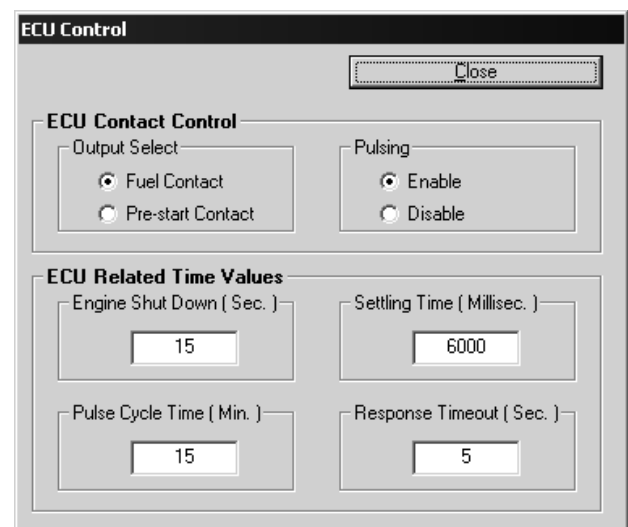 ECU Control
Close
ECU Contact Control
Output Select
Fuel Contact
Pre-start Contact
Pulsing
Enable
Disable
ECU Related Time Values
Engine Shut Down ( Sec. )
15
Settling Time ( Millisec. )
6000
Pulse Cycle Time ( Min. )
15
Response Timeout ( Sec. )
5